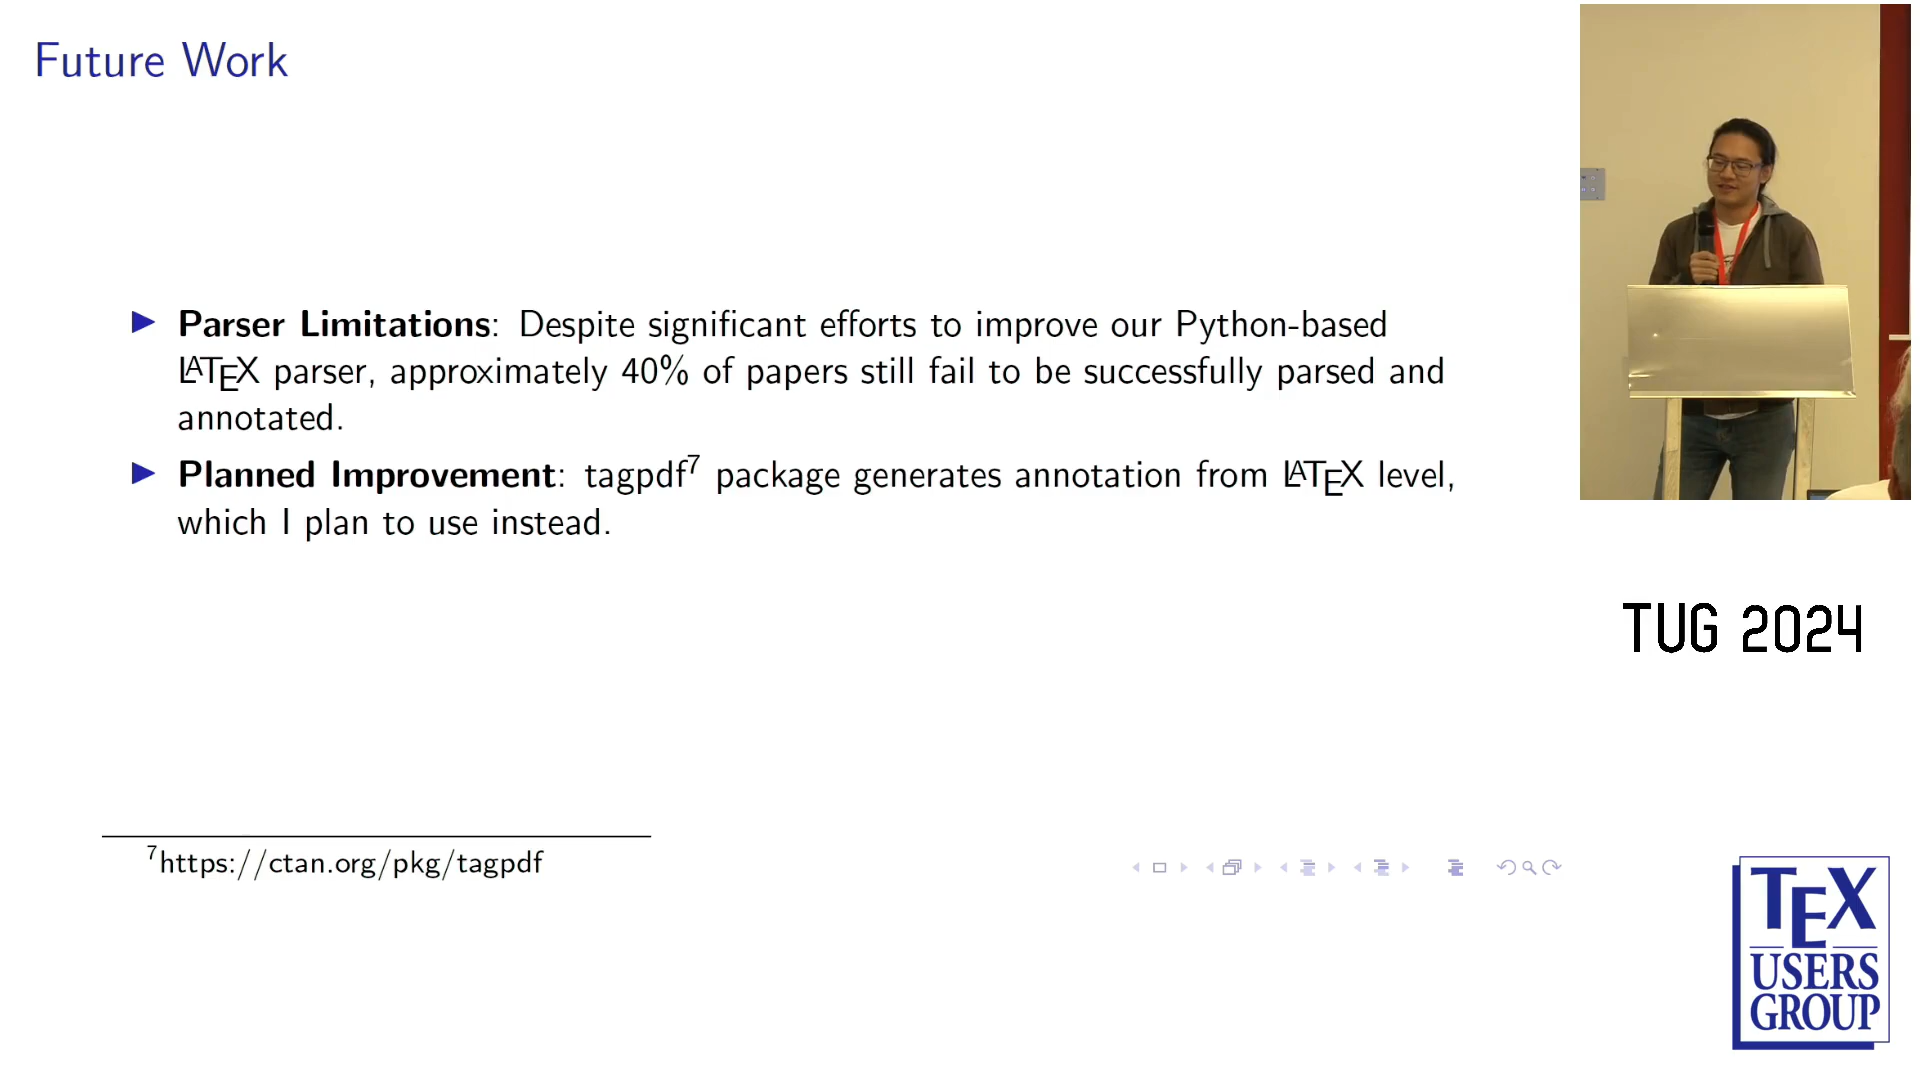 Future Work
▶ Parser Limitations: Despite significant efforts to improve our Python-based
LATEX parser, approximately 40% of papers still fail to be successfully parsed and
annotated.
▶ Planned Improvement: tagpdf⁷ package generates annotation from LATEX level,
which I plan to use instead.
⁷https://ctan.org/pkg/tagpdf
TUG 2024
TEX
USERS
GROUP